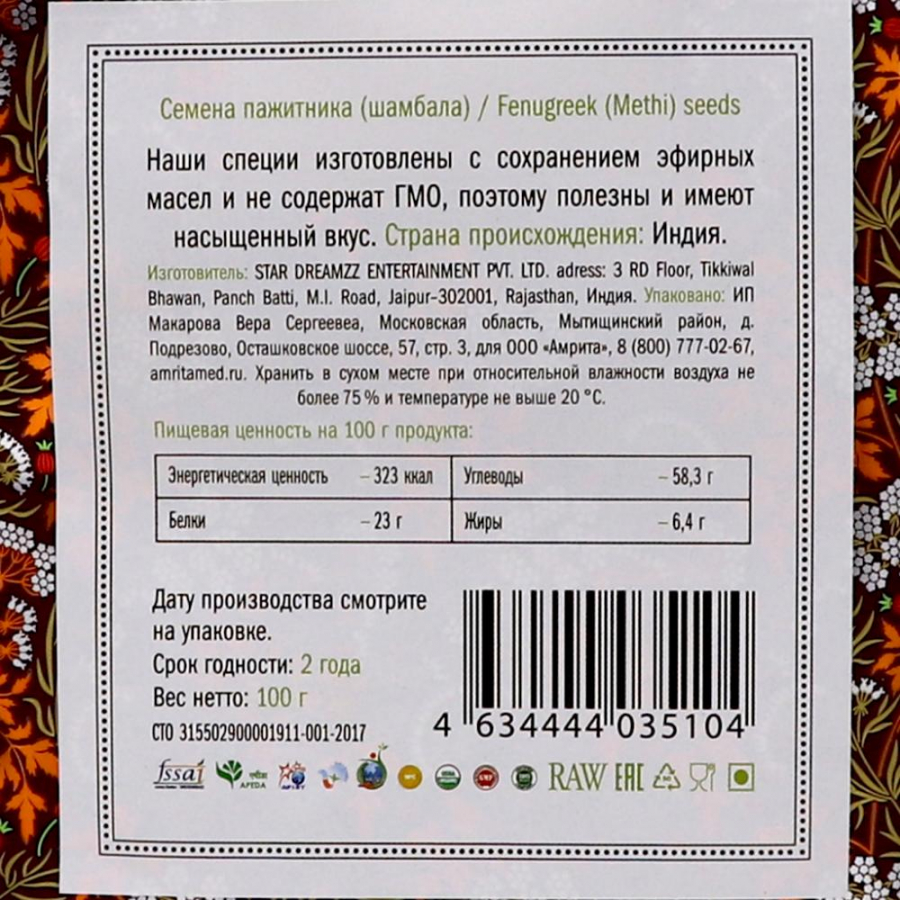 Семена пажитника (шамбала) / Fenugreek (Methi) seeds
Наши специи изготовлены с сохранением эфирных
масел и не содержат ГМО, поэтому полезны и имеют
насыщенный вкус. Страна происхождения: Индия.
Изготовитель: STAR DREAMZZ ENTERTAINMENT PVT. LTD. adress: 3 RD Floor, Tikkiwal
Bhawan, Panch Batti, M.I. Road, Jaipur-302001, Rajasthan, Индия. Упаковано: ИП
Макарова Вера Сергеевеа, Московская область, Мытищинский район, д.
Подрезово, Осташковское шоссе, 57, стр. 3, для ООО «Амрита», 8 (800) 777-02-67,
amritamed.ru. Хранить в сухом месте при относительной влажности воздуха не
более 75 % и температуре не выше 20 °С.
Пищевая ценность на 100 г продукта:
Энергетическая ценность – 323 ккал Углеводы – 58,3 г
Белки – 23 г Жиры – 6,4 г
Дату производства смотрите
на упаковке.
Срок годности: 2 года
Вес нетто: 100 г
СТО 315502900001911-001-2017
4 634444 035104
fssai APEDA RAW EAC